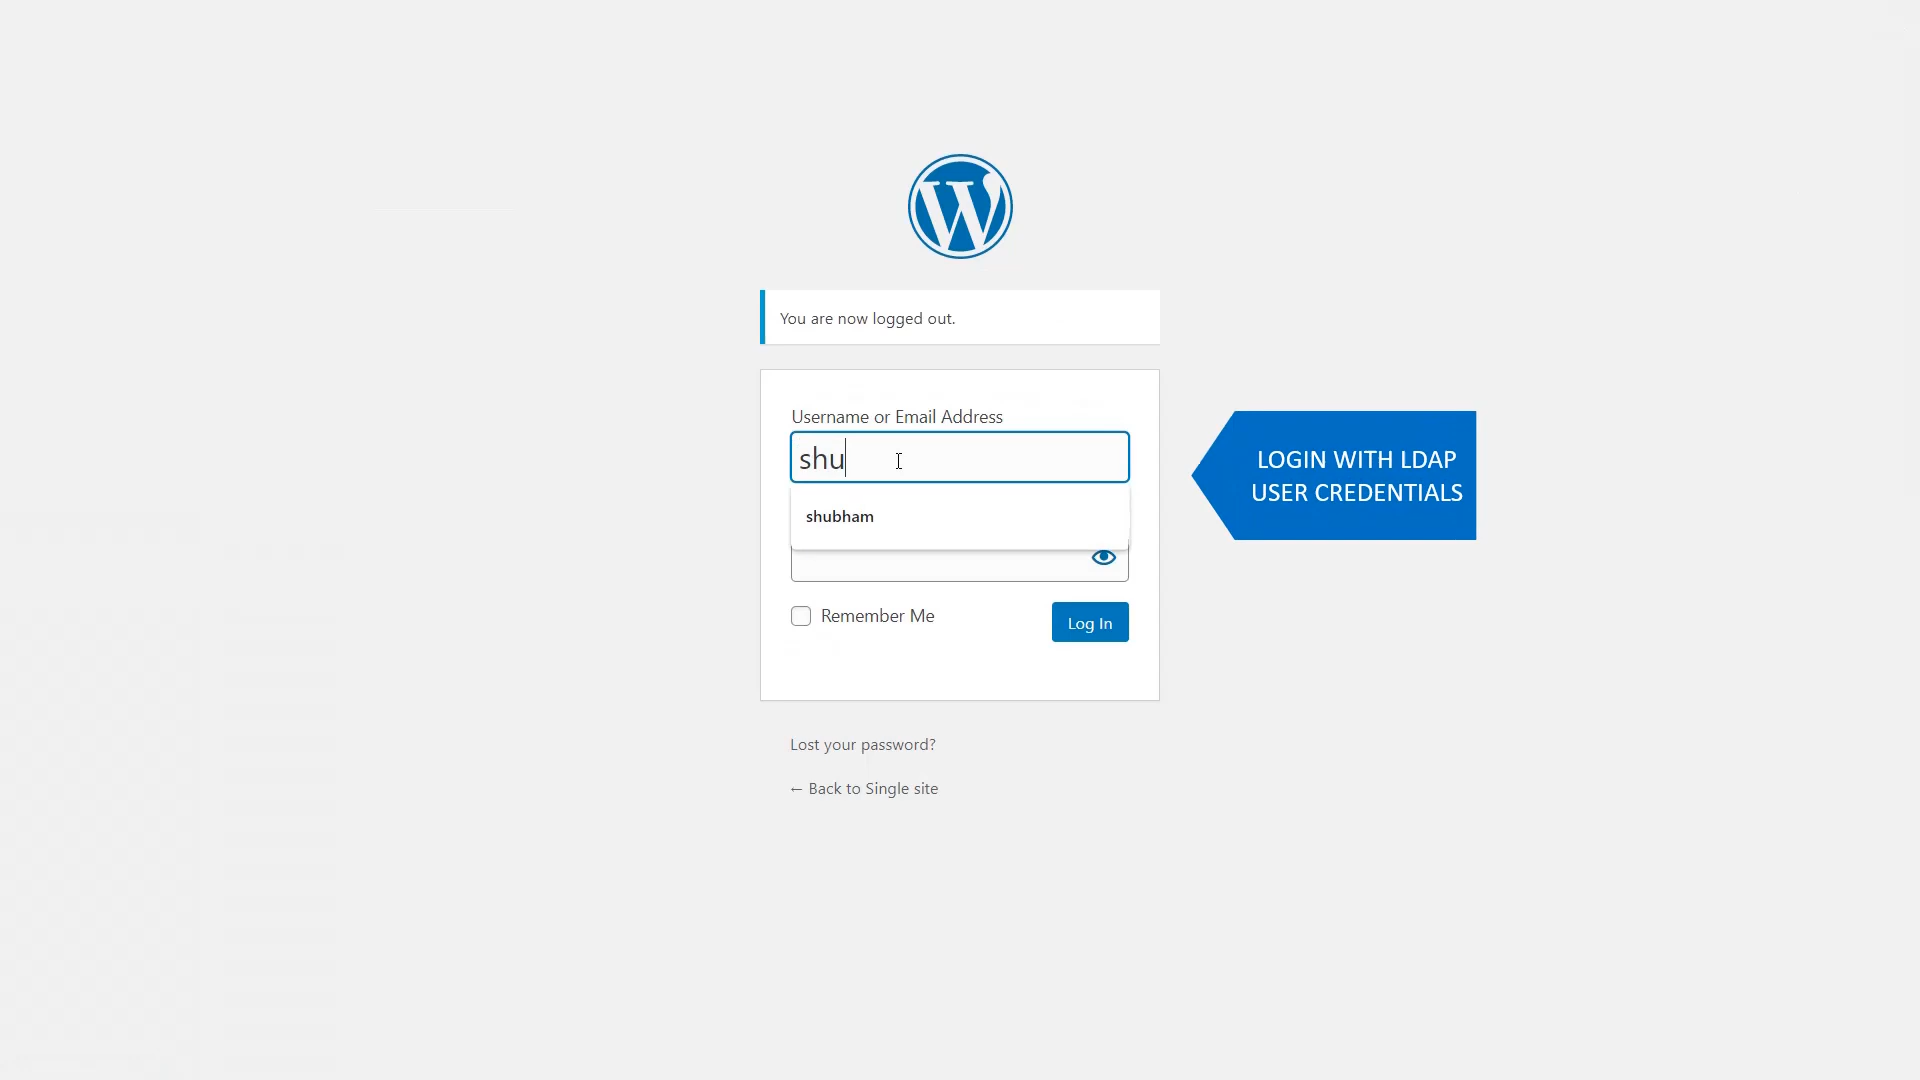 You are now logged out.
Username or Email Address
shu
shubham
Remember Me
Log In
Lost your password?
← Back to Single site
LOGIN WITH LDAP
USER CREDENTIALS